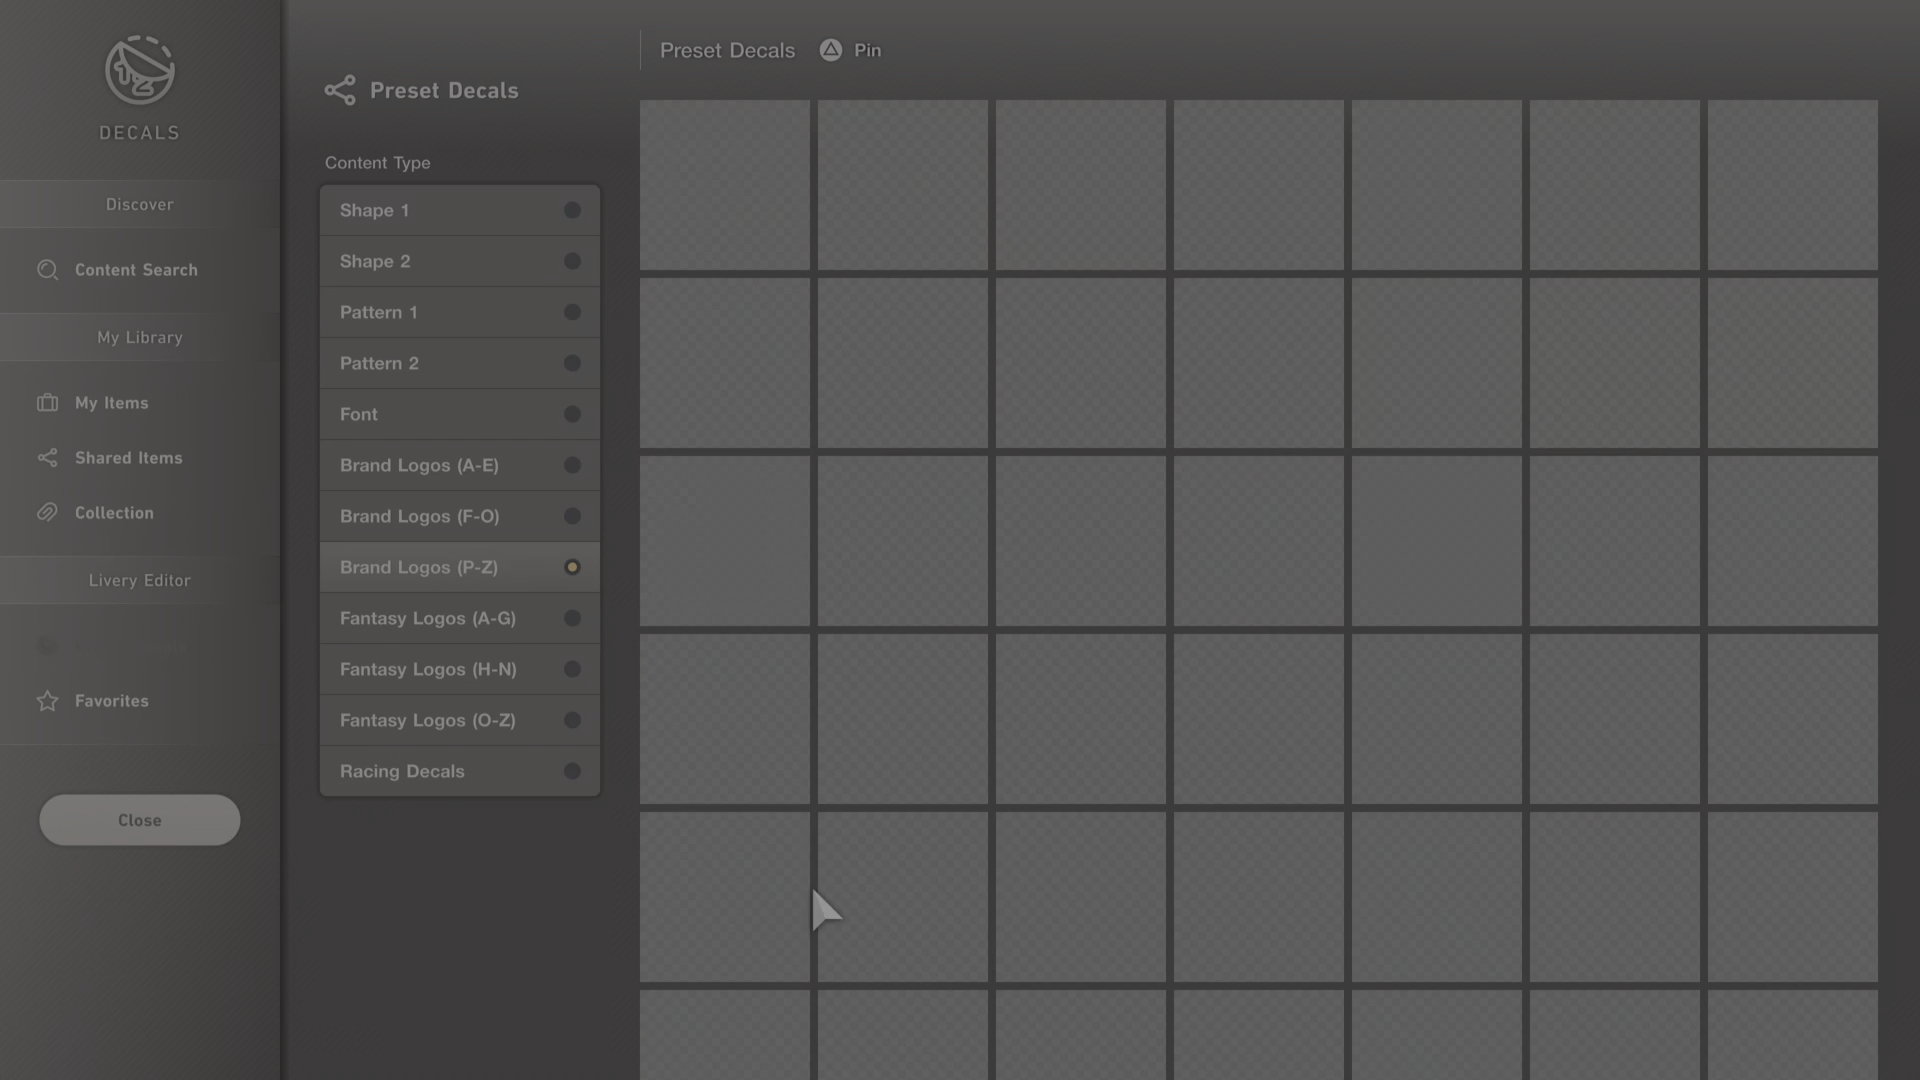 DECALS
Discover
Content Search
My Library
My Items
Shared Items
Collection
Livery Editor
Favorites
Close
Preset Decals
Content Type
Shape 1
Shape 2
Pattern 1
Pattern 2
Font
Brand Logos (A-E)
Brand Logos (F-O)
Brand Logos (P-Z)
Fantasy Logos (A-G)
Fantasy Logos (H-N)
Fantasy Logos (O-Z)
Racing Decals
Preset Decals Pin